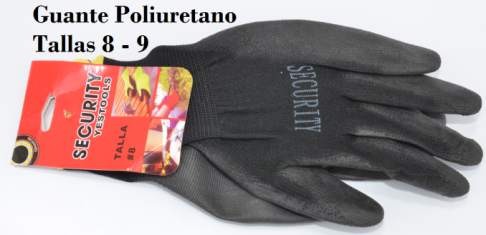 Guante Poliuretano
Tallas 8 - 9
SECURITY
YESTOOLS
TALLA
#8
SECURITY